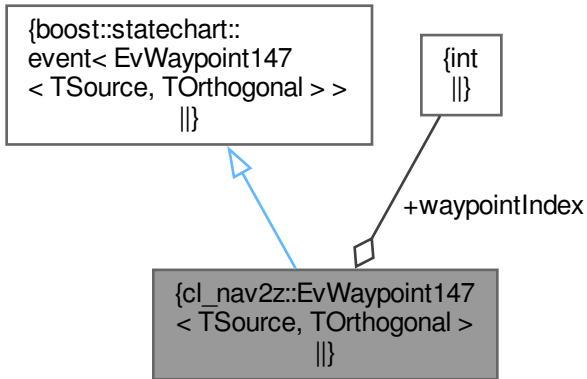 {boost::statechart::
event< EvWaypoint147
< TSource, TOrthogonal > >
||}
{int
||}
+waypointIndex
{cl_nav2z::EvWaypoint147
< TSource, TOrthogonal >
||}